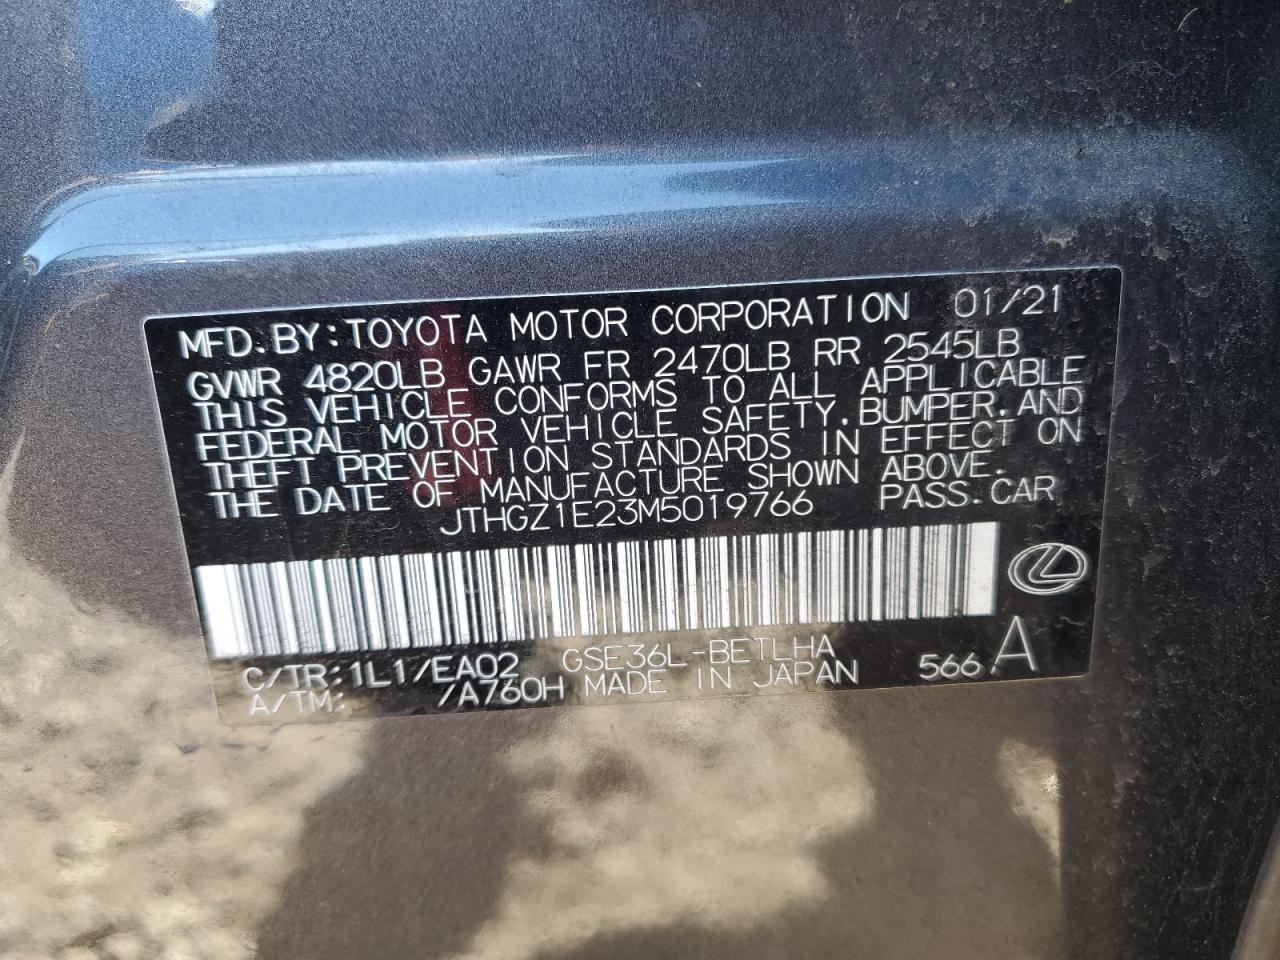 MFD.BY:TOYOTA MOTOR CORPORATION 01/21
GVWR 4820LB GAWR FR 2470LB RR 2545LB
THIS VEHICLE CONFORMS TO ALL APPLICABLE
FEDERAL MOTOR VEHICLE SAFETY,BUMPER,AND
THEFT PREVENTION STANDARDS IN EFFECT ON
THE DATE OF MANUFACTURE SHOWN ABOVE.
JTHGZ1E23M5019766 PASS.CAR
C/TR:1L1/EA02 GSE36L-BETLHA
A/TM: /A760H MADE IN JAPAN 566 A